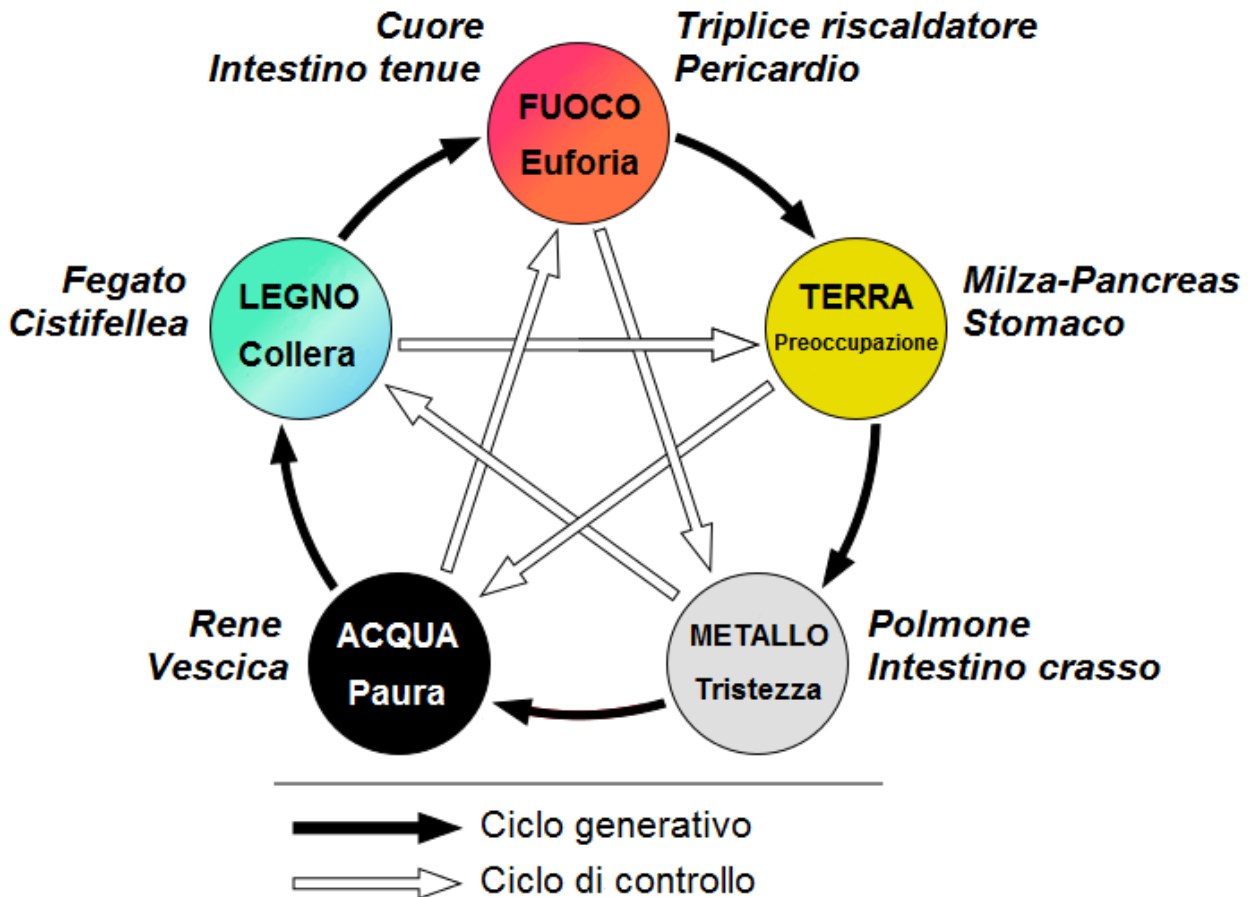 Cuore
Intestino tenue
Triplice riscaldatore
Pericardio
FUOCO
Euforia
Fegato
Cistifellea
LEGNO
Collera
TERRA
Preoccupazione
Milza-Pancreas
Stomaco
Rene
Vescica
ACQUA
Paura
METALLO
Tristezza
Polmone
Intestino crasso
Ciclo generativo
Ciclo di controllo